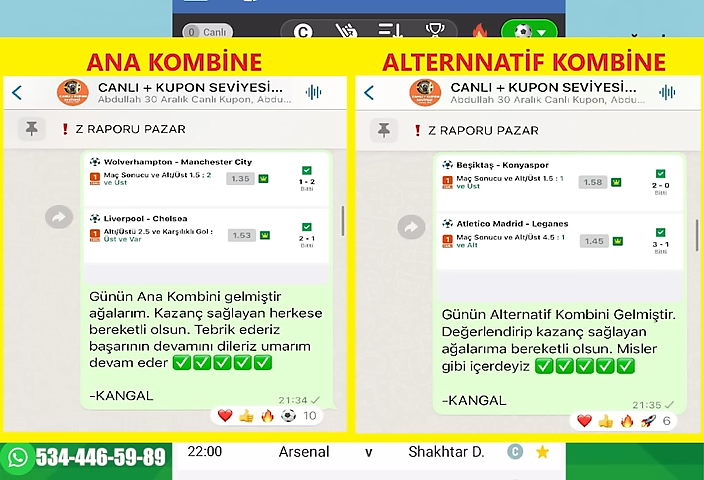 0 Canlı
ANA KOMBİNE
CANLI + KUPON SEVİYESİ...
Abdullah 30 Aralık Canlı Kupon, Abdu...
❗ Z RAPORU PAZAR
Wolverhampton - Manchester City
Maç Sonucu ve Alt/Üst 1.5 : 2
ve Üst
1.35
1 - 2
Bitti
Liverpool - Chelsea
1 Alt/Üstü 2.5 ve Karşılıklı Gol :
Üst ve Var
1.53
2 - 1
Bitti
Günün Ana Kombini gelmiştir
ağalarım. Kazanç sağlayan herkese
bereketli olsun. Tebrik ederiz
başarının devamını dileriz umarım
devam eder ✅✅✅✅✅
-KANGAL
21:34
❤️👍🔥⚽ 10
ALTERNNATİF KOMBİNE
CANLI + KUPON SEVİYESİ...
Abdullah 30 Aralık Canlı Kupon, Abdu...
❗ Z RAPORU PAZAR
Beşiktaş - Konyaspor
1 Maç Sonucu ve Alt/Üst 1.5 : 1
ve Üst
1.58
2 - 0
Bitti
Atletico Madrid - Leganes
1 Maç Sonucu ve Alt/Üst 4.5 : 1
ve Alt
1.45
3 - 1
Bitti
Günün Alternatif Kombini Gelmiştir.
Değerlendirip kazanç sağlayan
ağalarıma bereketli olsun. Misler
gibi içerdeyiz ✅✅✅✅✅
-KANGAL
21:35
❤️👍🔥🚀 6
534-446-59-89
22:00 Arsenal v Shakhtar D. C